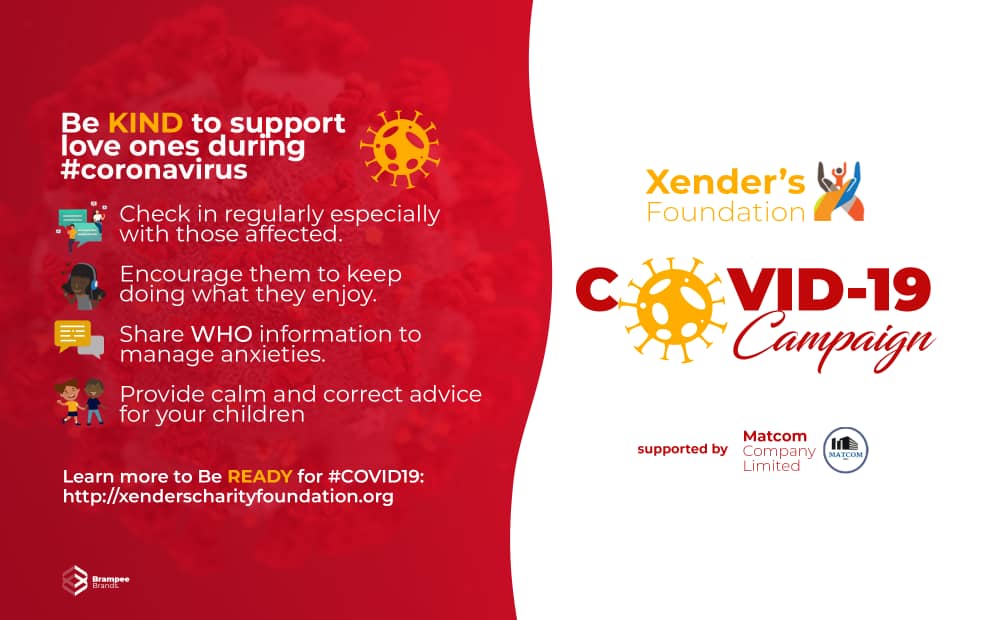 Be KIND to support
love ones during
#coronavirus
Check in regularly especially
with those affected.
Encourage them to keep
doing what they enjoy.
Share WHO information to
manage anxieties.
Provide calm and correct advice
for your children
Learn more to Be READY for #COVID19:
http://xenderscharityfoundation.org
Brampee
Brands.
Xender’s
Foundation
COVID-19
Campaign
supported by
Matcom
Company
Limited
MATCOM